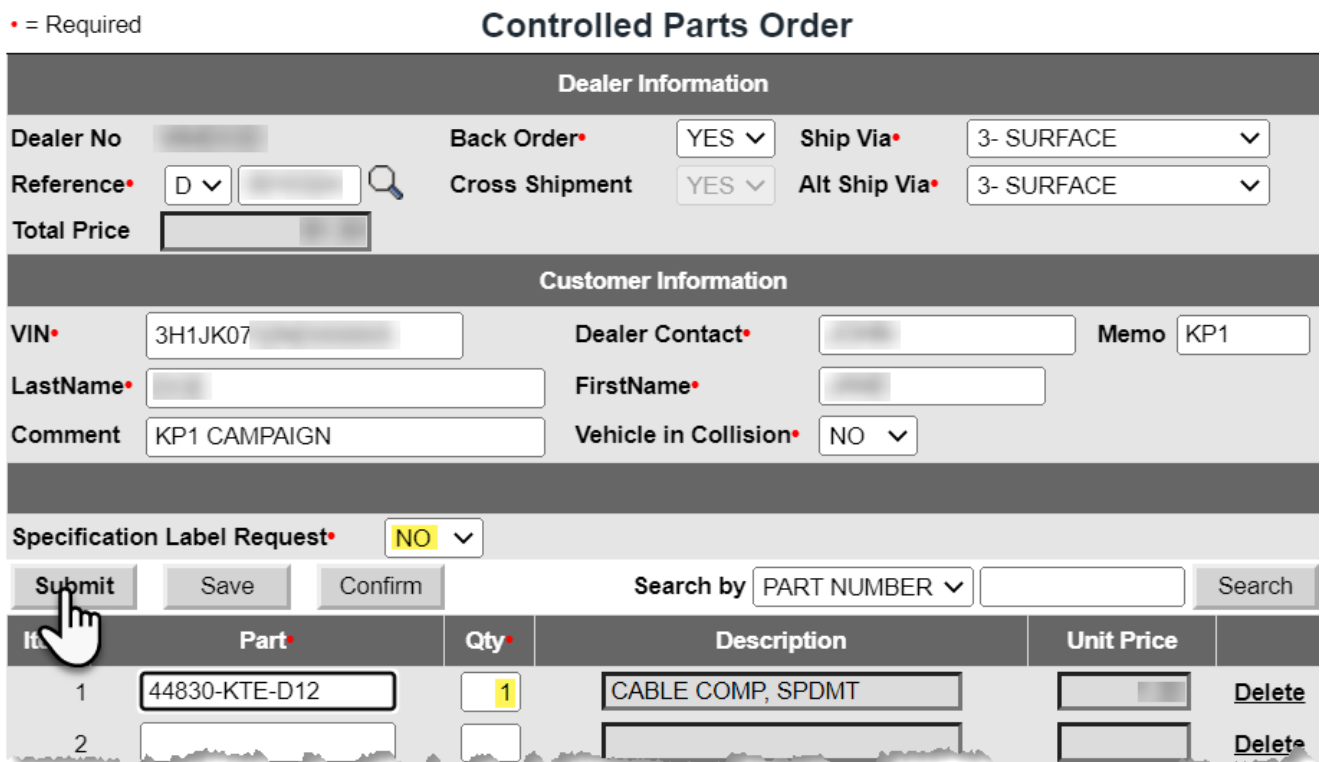 • = Required
Controlled Parts Order
Dealer Information
Dealer No Back Order• YES Ship Via• 3- SURFACE
Reference• D Cross Shipment YES Alt Ship Via• 3- SURFACE
Total Price
Customer Information
VIN• 3H1JK07 Dealer Contact• Memo KP1
LastName• FirstName•
Comment KP1 CAMPAIGN Vehicle in Collision• NO
Specification Label Request• NO
Submit Save Confirm Search by PART NUMBER Search
Part• Qty• Description Unit Price
1 44830-KTE-D12 1 CABLE COMP, SPDMT Delete
2 Delete